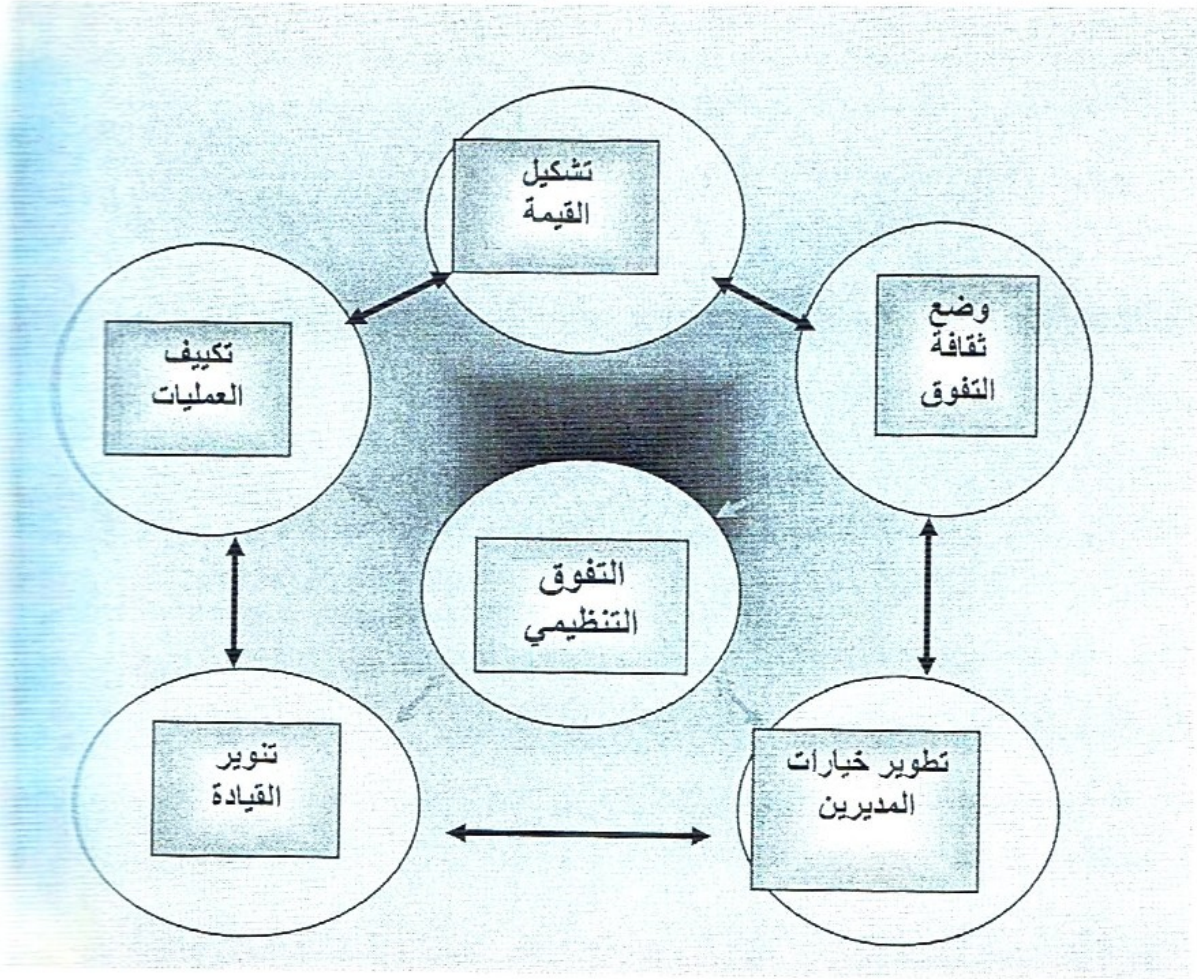 تشكيل
القيمة
وضع
ثقافة
التفوق
تكييف
العمليات
التفوق
التنظيمي
تنوير
القيادة
تطوير خيارات
المديرين